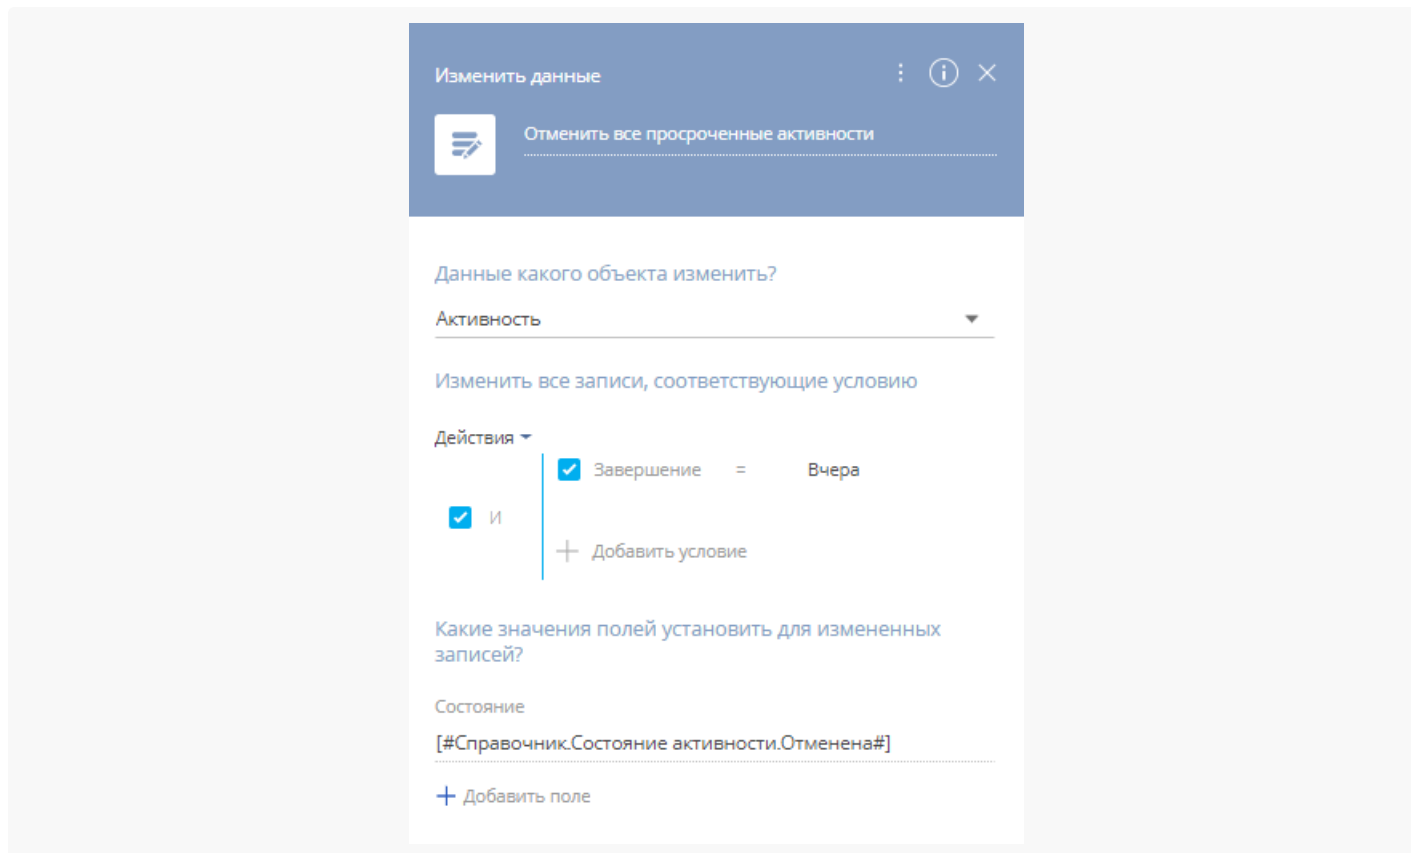 Изменить данные
Отменить все просроченные активности
Данные какого объекта изменить?
Активность
Изменить все записи, соответствующие условию
Действия
Завершение = Вчера
И
Добавить условие
Какие значения полей установить для измененных
записей?
Состояние
[#Справочник.Состояние активности.Отменена#]
Добавить поле